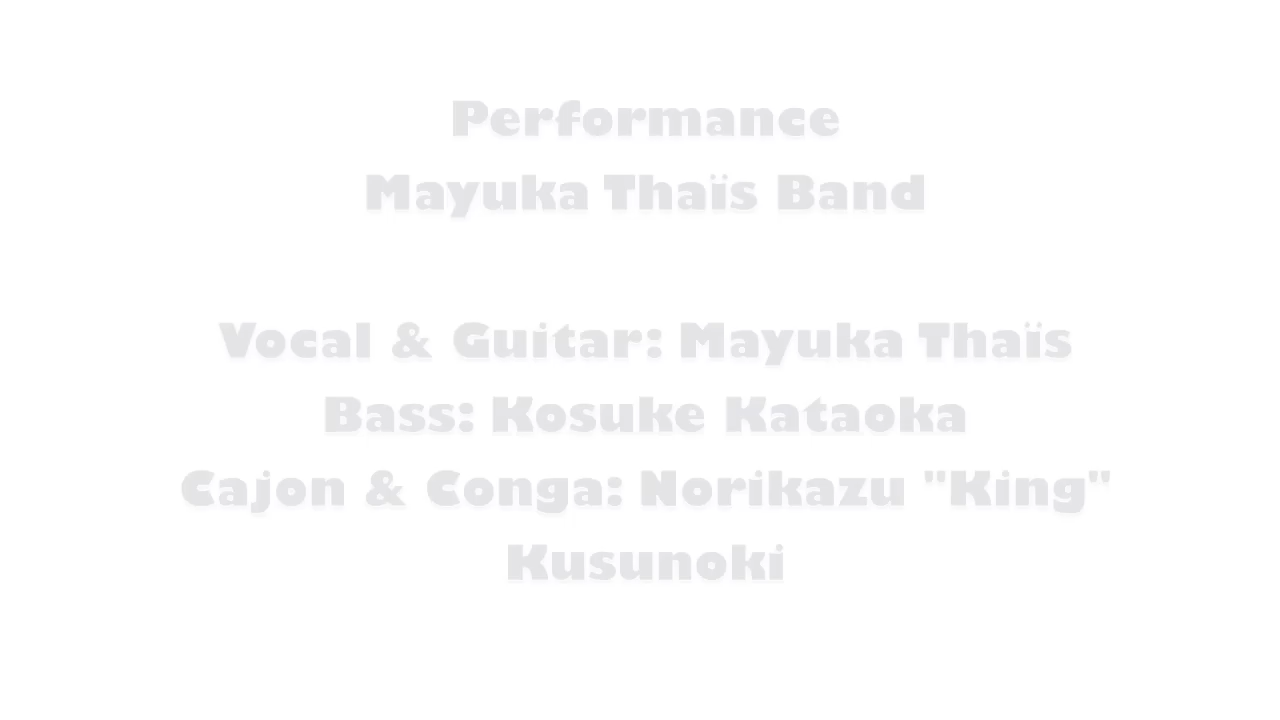 Performance
Mayuka Thaïs Band
Vocal & Guitar: Mayuka Thaïs
Bass: Kosuke Kataoka
Cajon & Conga: Norikazu "King"
Kusunoki